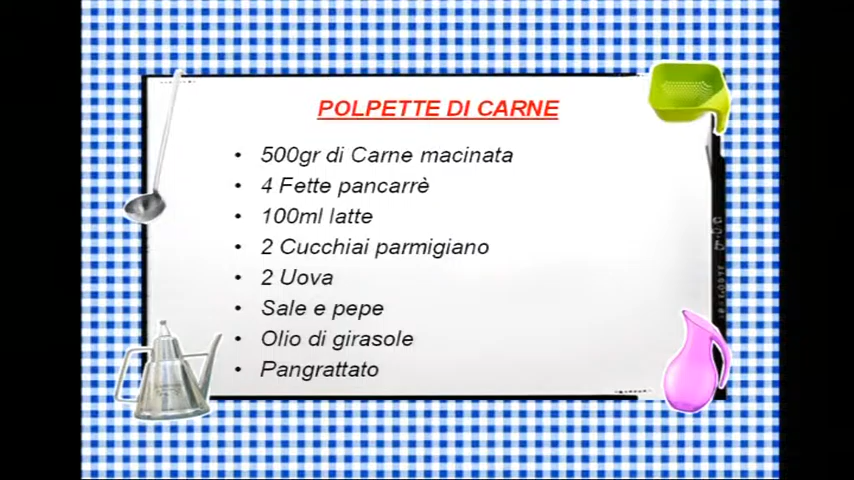 POLPETTE DI CARNE
• 500gr di Carne macinata
• 4 Fette pancarrè
• 100ml latte
• 2 Cucchiai parmigiano
• 2 Uova
• Sale e pepe
• Olio di girasole
• Pangrattato